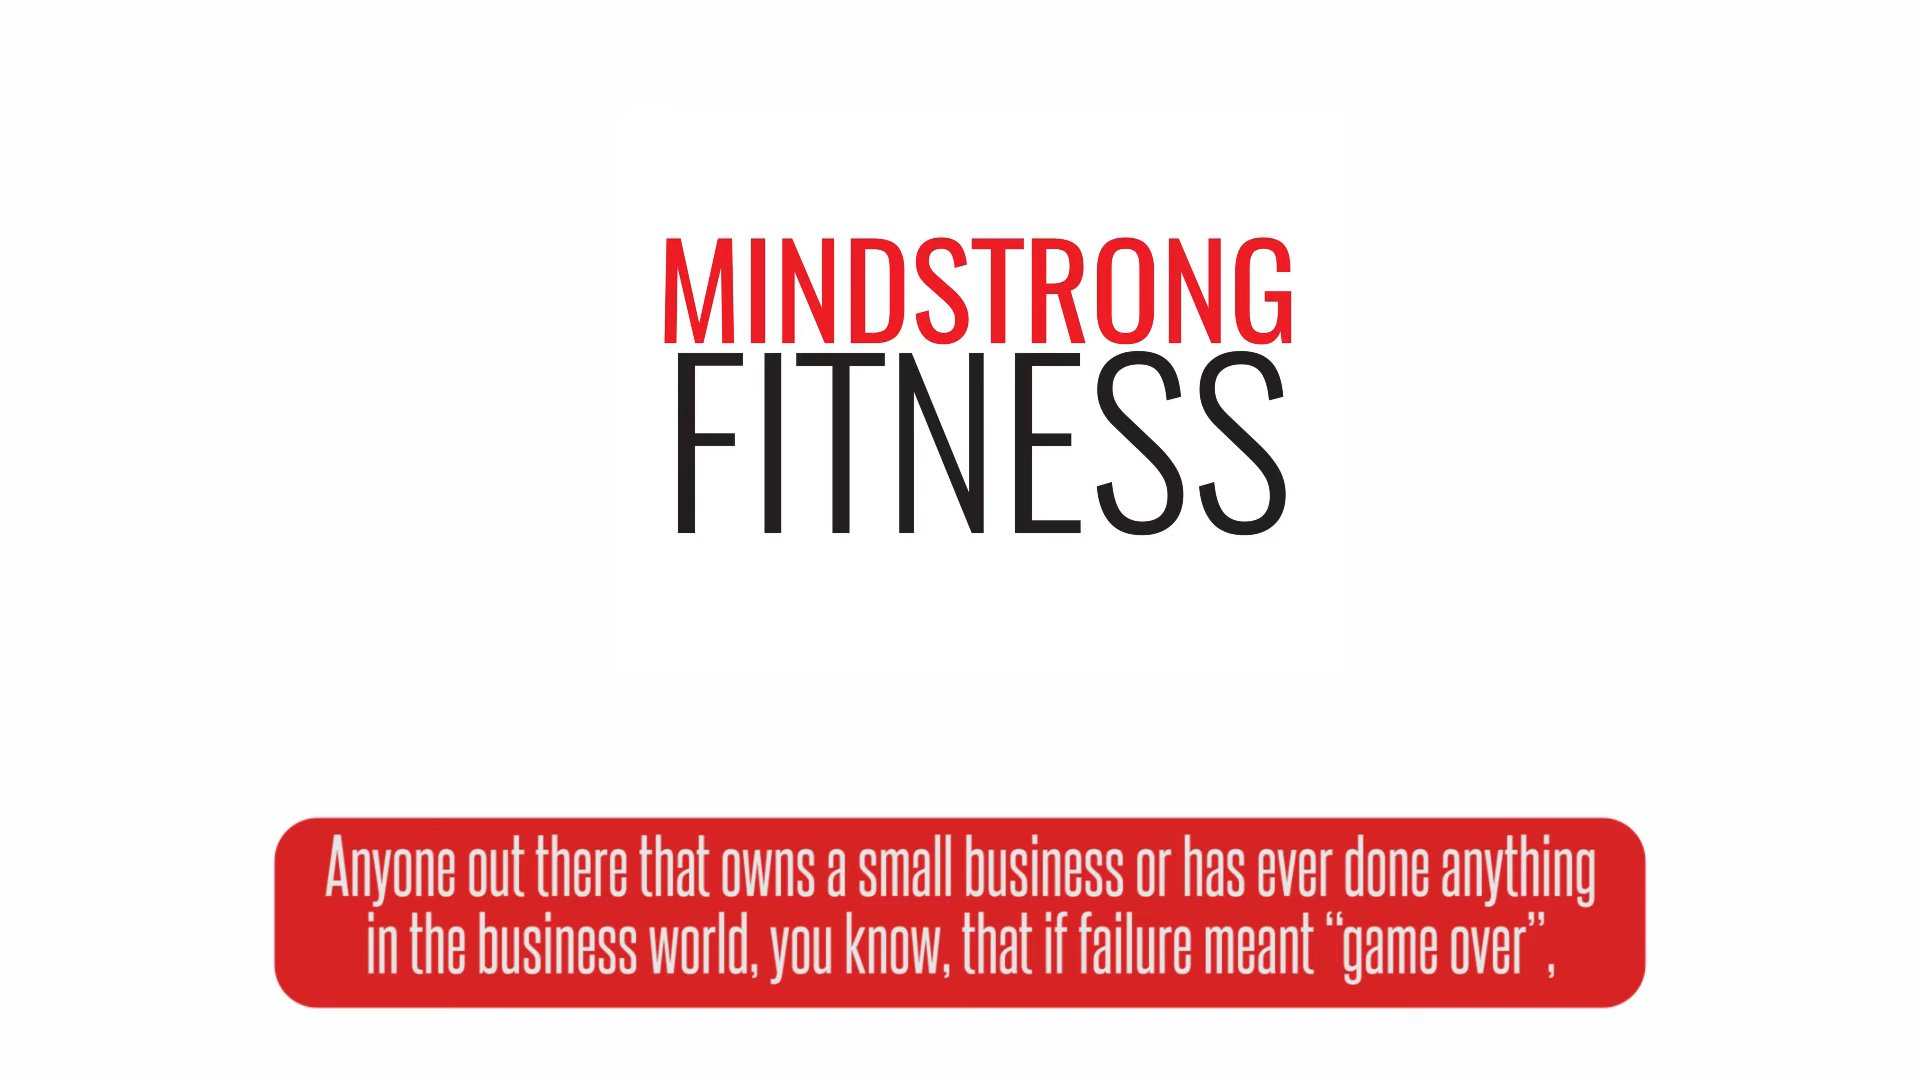 MINDSTRONG
FITNESS
Anyone out there that owns a small business or has ever done anything
in the business world, you know, that if failure meant “game over”,